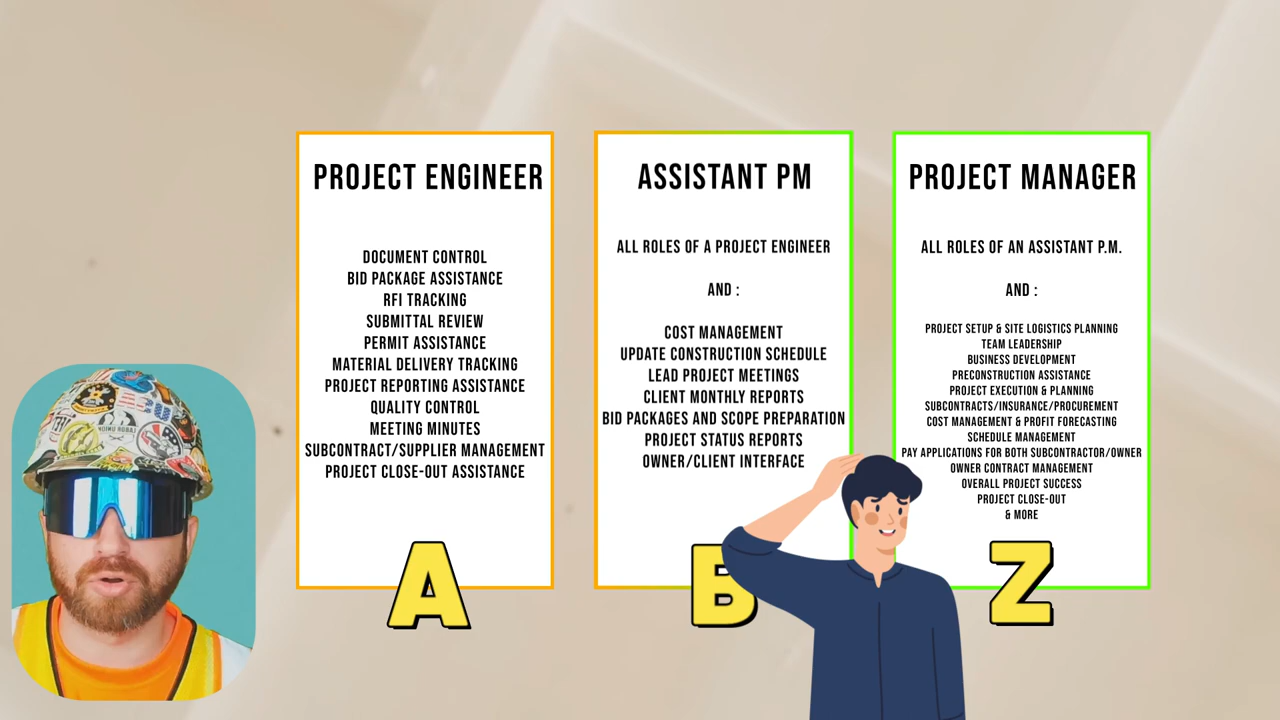 PROJECT ENGINEER
DOCUMENT CONTROL
BID PACKAGE ASSISTANCE
RFI TRACKING
SUBMITTAL REVIEW
PERMIT ASSISTANCE
MATERIAL DELIVERY TRACKING
PROJECT REPORTING ASSISTANCE
QUALITY CONTROL
MEETING MINUTES
SUBCONTRACT/SUPPLIER MANAGEMENT
PROJECT CLOSE-OUT ASSISTANCE
A
ASSISTANT PM
ALL ROLES OF A PROJECT ENGINEER
AND :
COST MANAGEMENT
UPDATE CONSTRUCTION SCHEDULE
LEAD PROJECT MEETINGS
CLIENT MONTHLY REPORTS
BID PACKAGES AND SCOPE PREPARATION
PROJECT STATUS REPORTS
OWNER/CLIENT INTERFACE
B
PROJECT MANAGER
ALL ROLES OF AN ASSISTANT P.M.
AND :
PROJECT SETUP & SITE LOGISTICS PLANNING
TEAM LEADERSHIP
BUSINESS DEVELOPMENT
PRECONSTRUCTION ASSISTANCE
PROJECT EXECUTION & PLANNING
SUBCONTRACTS/INSURANCE/PROCUREMENT
COST MANAGEMENT & PROFIT FORECASTING
SCHEDULE MANAGEMENT
PAY APPLICATIONS FOR BOTH SUBCONTRACTOR/OWNER
OWNER CONTRACT MANAGEMENT
OVERALL PROJECT SUCCESS
PROJECT CLOSE-OUT
& MORE
Z